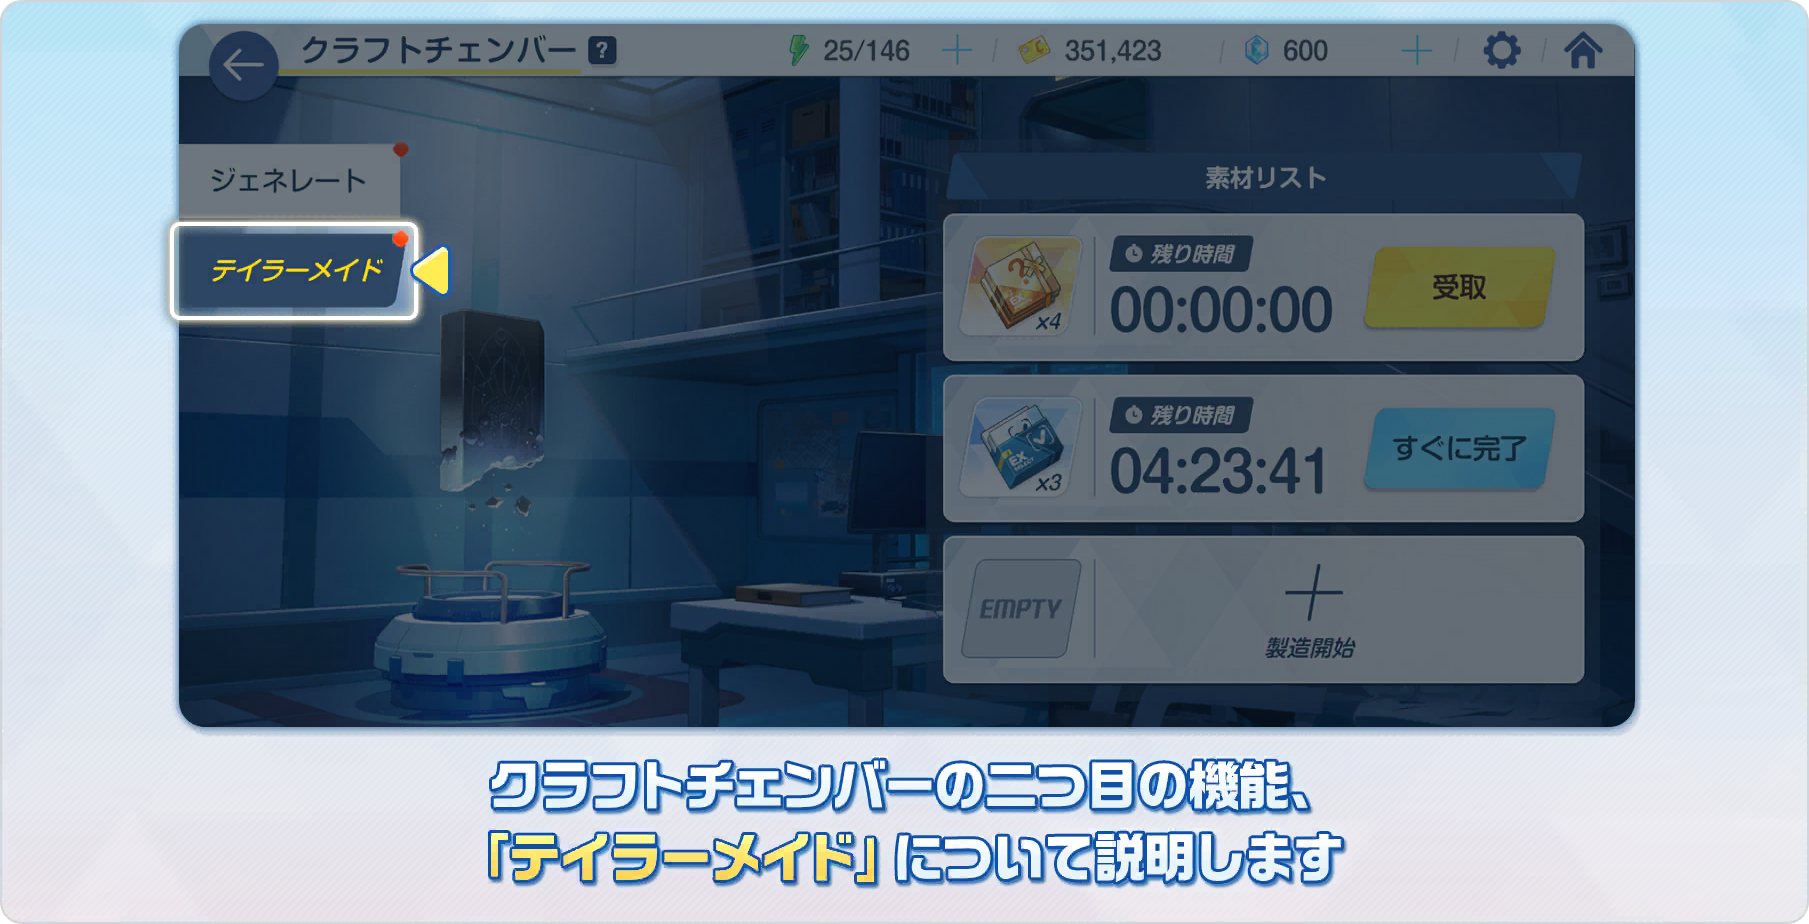 クラフトチェンバー ?
25/146
351,423
600
ジェネレート
テイラーメイド
素材リスト
残り時間
00:00:00
x4
受取
残り時間
04:23:41
EX
x3
すぐに完了
EMPTY
製造開始
クラフトチェンバーの二つ目の機能、
「テイラーメイド」について説明します